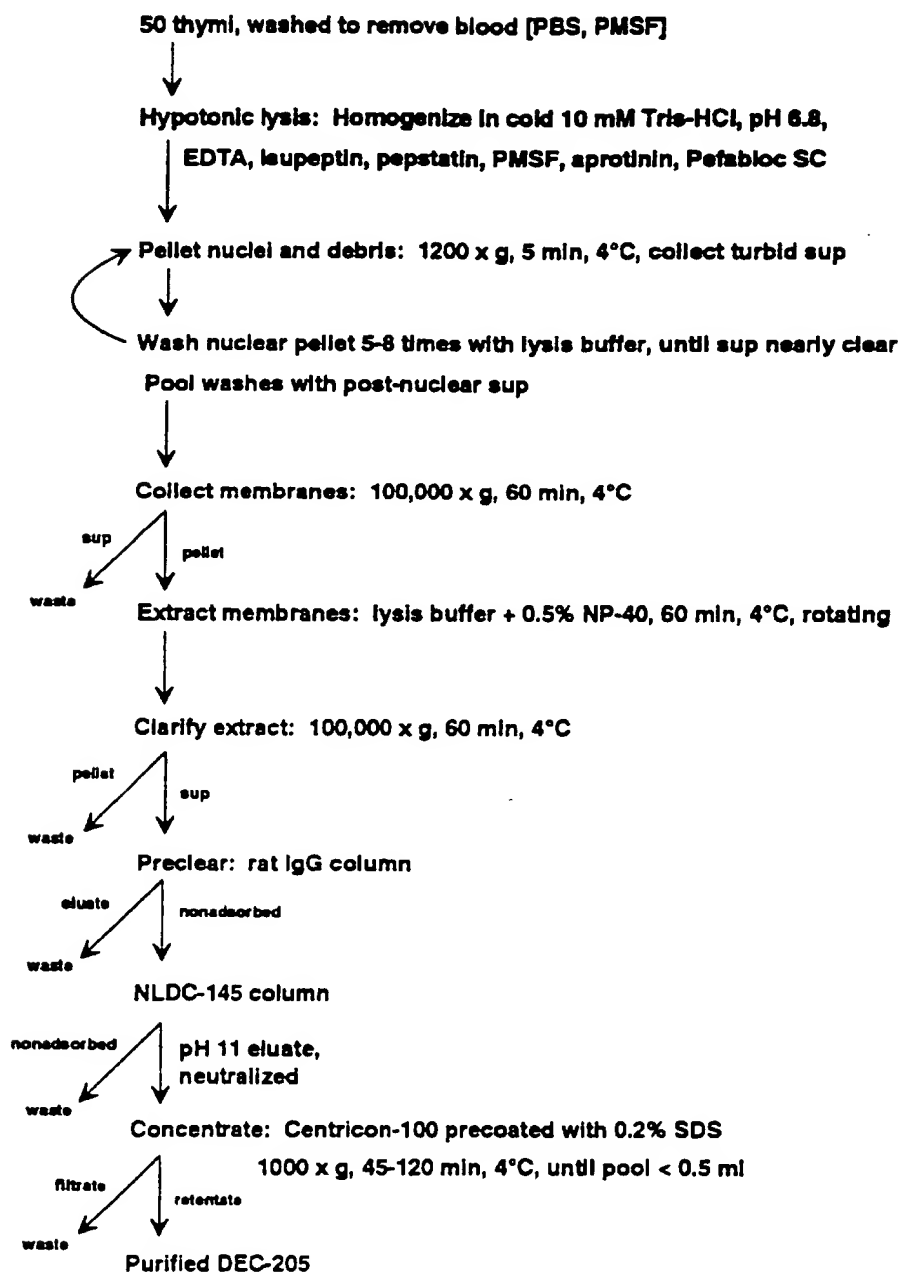 50 thymi, washed to remove blood [PBS, PMSF]
Hypotonic lysis: Homogenize in cold 10 mM Tris-HCl, pH 6.8,
EDTA, leupeptin, pepstatin, PMSF, aprotinin, Pefabloc SC
Pellet nuclei and debris: 1200 x g, 5 min, 4°C, collect turbid sup
Wash nuclear pellet 5-8 times with lysis buffer, until sup nearly clear
Pool washes with post-nuclear sup
Collect membranes: 100,000 x g, 60 min, 4°C
sup
pellet
waste
Extract membranes: lysis buffer + 0.5% NP-40, 60 min, 4°C, rotating
Clarify extract: 100,000 x g, 60 min, 4°C
pellet
sup
waste
Preclear: rat IgG column
eluate
nonadsorbed
waste
NLDC-145 column
nonadsorbed
pH 11 eluate,
neutralized
waste
Concentrate: Centricon-100 precoated with 0.2% SDS
1000 x g, 45-120 min, 4°C, until pool < 0.5 ml
filtrate
retentate
waste
Purified DEC-205